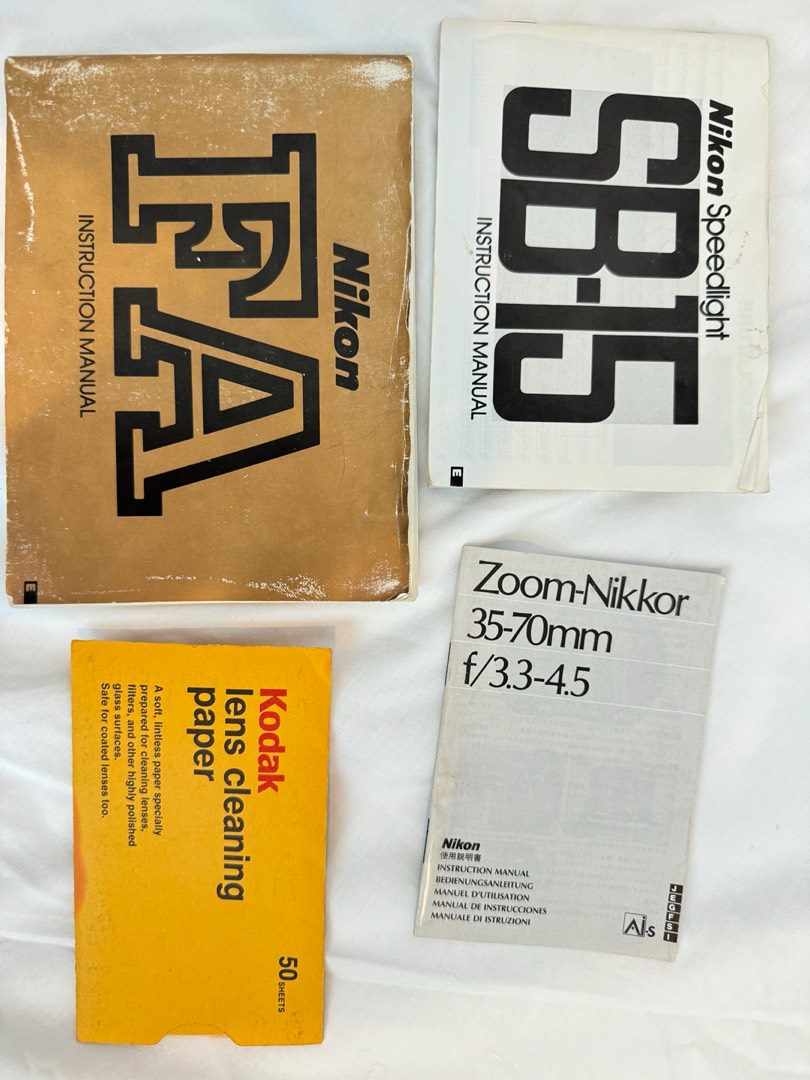 Nikon
FA
INSTRUCTION MANUAL
E
Nikon Speedlight
SB-15
INSTRUCTION MANUAL
E
Kodak
lens cleaning
paper
A soft, lintless paper specially
prepared for cleaning lenses,
filters, and other highly polished
glass surfaces.
Safe for coated lenses too.
50 SHEETS
Zoom-Nikkor
35-70mm
f/3.3-4.5
Nikon
使用説明書
INSTRUCTION MANUAL
BEDIENUNGSANLEITUNG
MANUEL D'UTILISATION
MANUAL DE INSTRUCCIONES
MANUALE DI ISTRUZIONI
J
E
G
F
S
I
Ai-s